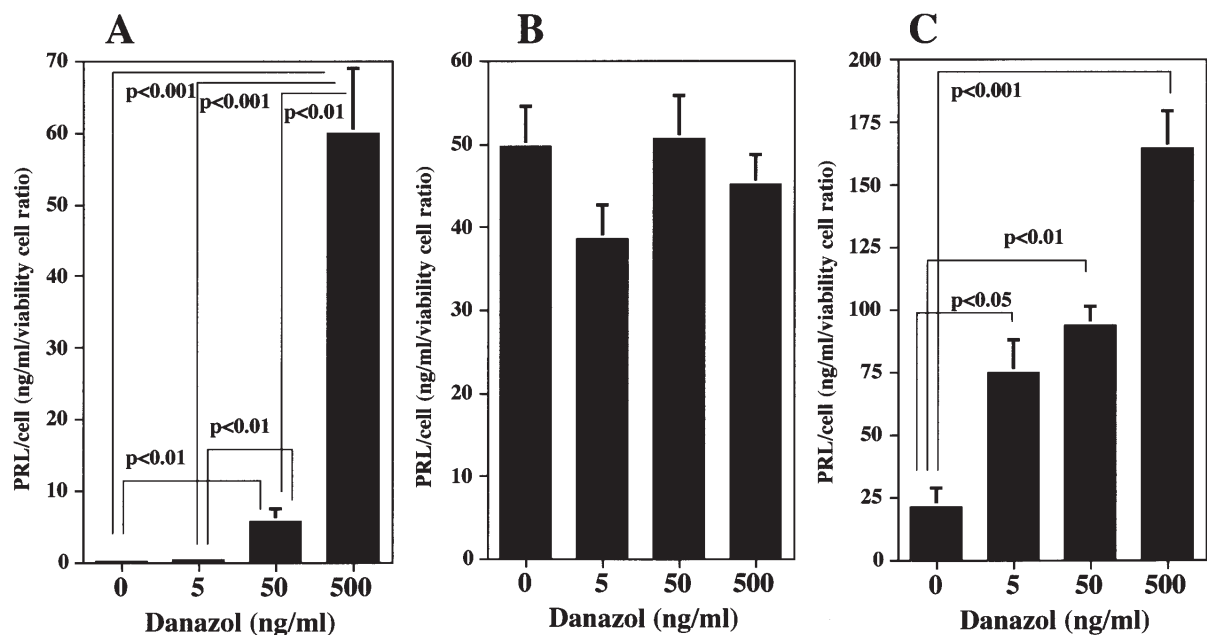 A
PRL/cell (ng/ml/viability cell ratio)
70
60
50
40
30
20
10
0
p<0.001
p<0.001
p<0.01
p<0.01
p<0.01
0 5 50 500
Danazol (ng/ml)
B
PRL/cell (ng/ml/viability cell ratio)
60
50
40
30
20
10
0
0 5 50 500
Danazol (ng/ml)
C
PRL/cell (ng/ml/viability cell ratio)
200
175
150
125
100
75
50
25
0
p<0.001
p<0.01
p<0.05
0 5 50 500
Danazol (ng/ml)